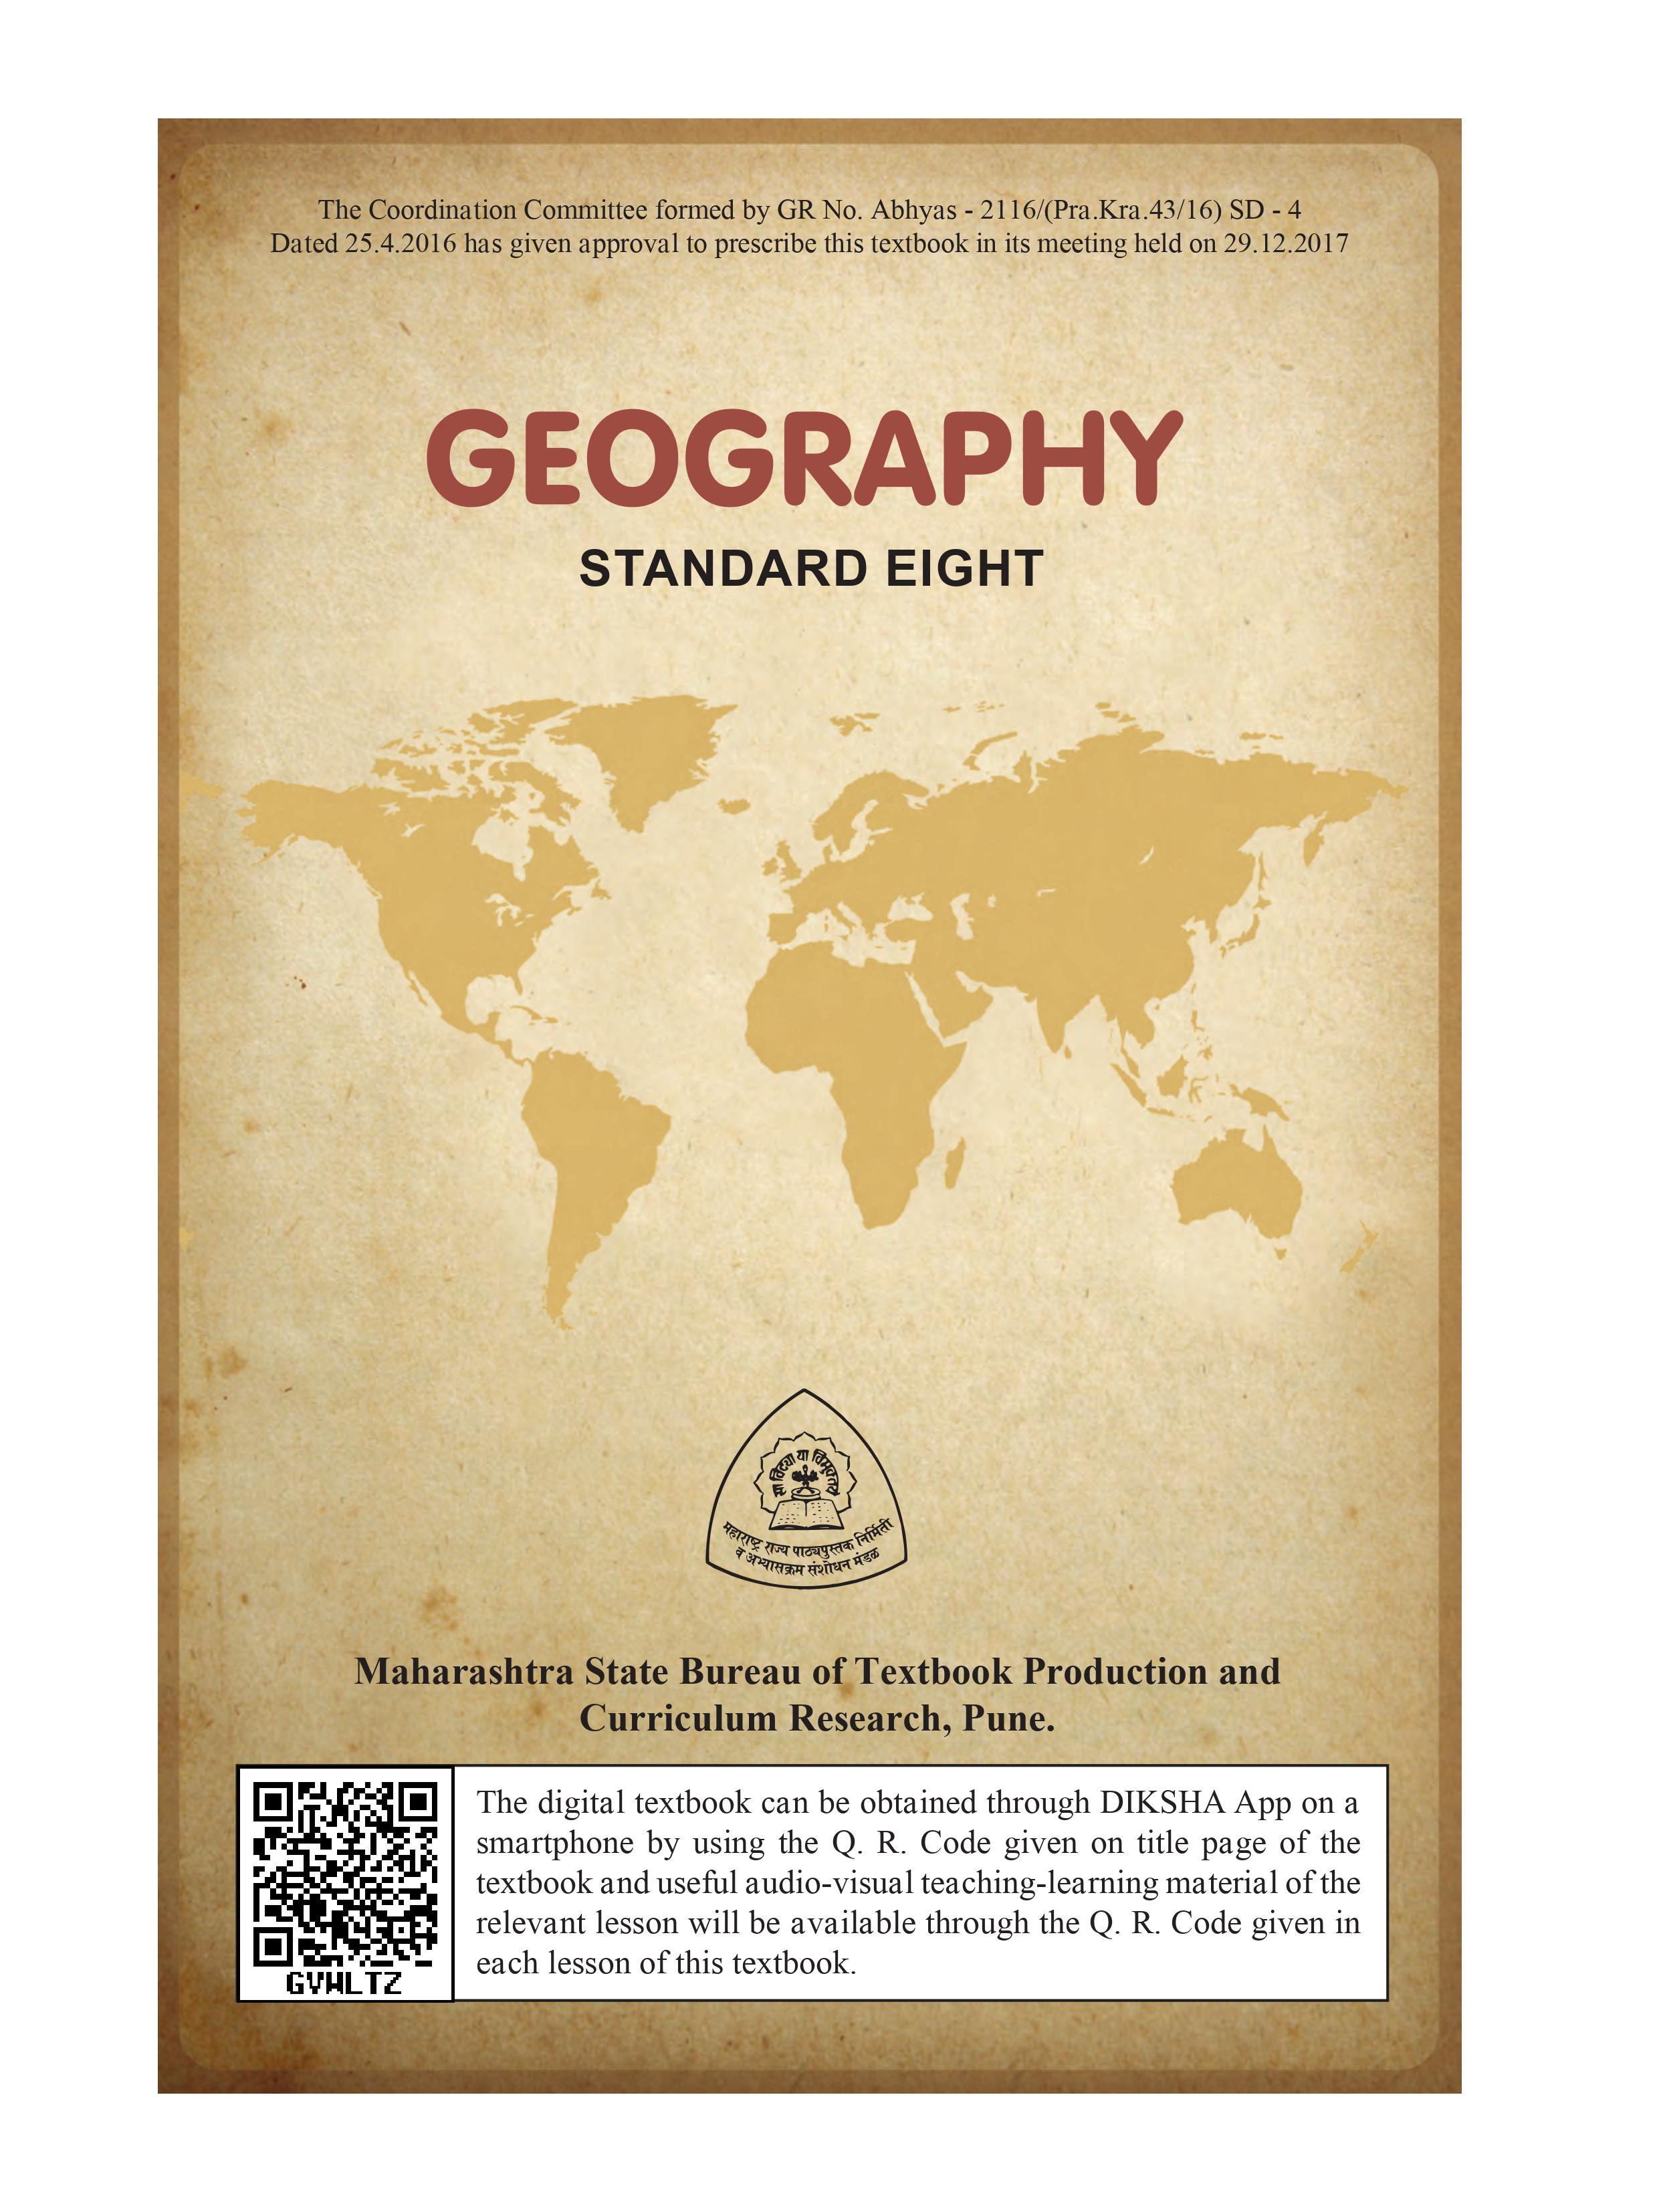 The Coordination Committee formed by GR No. Abhyas - 2116/(Pra.Kra.43/16) SD - 4
Dated 25.4.2016 has given approval to prescribe this textbook in its meeting held on 29.12.2017
GEOGRAPHY
STANDARD EIGHT
सा विद्या या विमुक्तये
महाराष्ट्र राज्य पाठ्यपुस्तक निर्मिती
व अभ्यासक्रम संशोधन मंडळ
Maharashtra State Bureau of Textbook Production and
Curriculum Research, Pune.
The digital textbook can be obtained through DIKSHA App on a
smartphone by using the Q. R. Code given on title page of the
textbook and useful audio-visual teaching-learning material of the
relevant lesson will be available through the Q. R. Code given in
each lesson of this textbook.
GVWLTZ